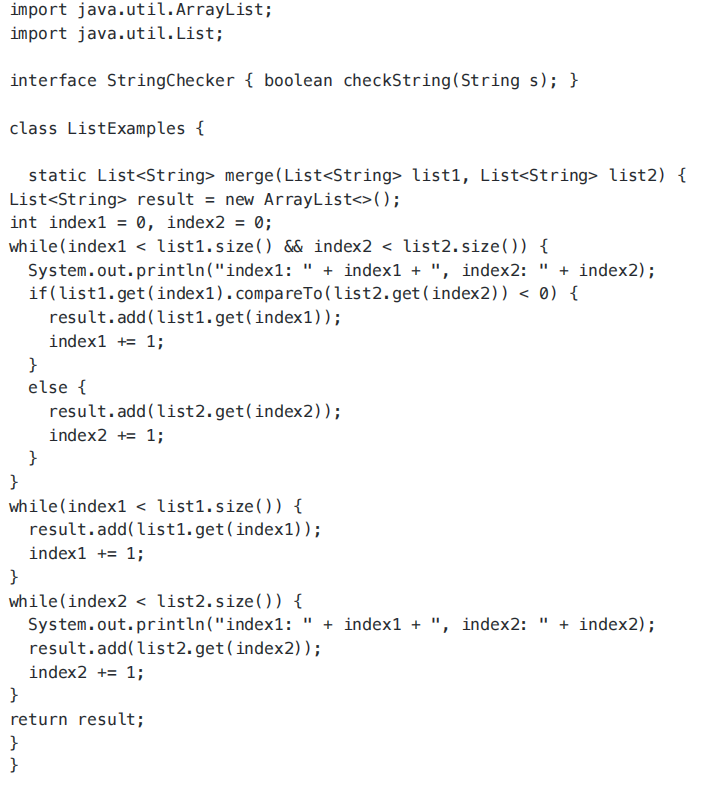 import java.util.ArrayList;
import java.util.List;

interface StringChecker { boolean checkString(String s); }

class ListExamples {

  static List<String> merge(List<String> list1, List<String> list2) {
List<String> result = new ArrayList<>();
int index1 = 0, index2 = 0;
while(index1 < list1.size() && index2 < list2.size()) {
  System.out.println("index1: " + index1 + ", index2: " + index2);
  if(list1.get(index1).compareTo(list2.get(index2)) < 0) {
    result.add(list1.get(index1));
    index1 += 1;
  }
  else {
    result.add(list2.get(index2));
    index2 += 1;
  }
}
while(index1 < list1.size()) {
  result.add(list1.get(index1));
  index1 += 1;
}
while(index2 < list2.size()) {
  System.out.println("index1: " + index1 + ", index2: " + index2);
  result.add(list2.get(index2));
  index2 += 1;
}
return result;
}
}